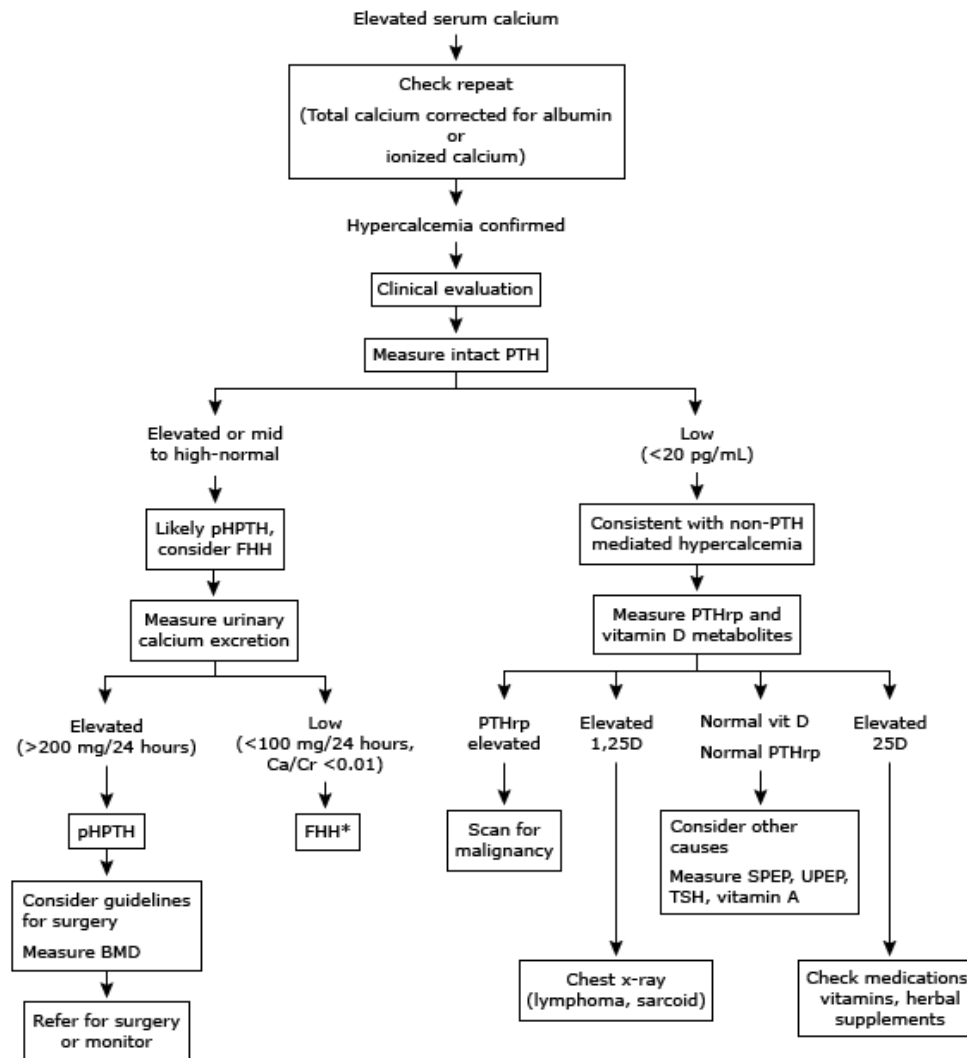 Elevated serum calcium
Check repeat
(Total calcium corrected for albumin
or
ionized calcium)
Hypercalcemia confirmed
Clinical evaluation
Measure intact PTH
Elevated or mid
to high-normal
Low
(<20 pg/mL)
Likely pHPTH,
consider FHH
Consistent with non-PTH
mediated hypercalcemia
Measure urinary
calcium excretion
Measure PTHrp and
vitamin D metabolites
Elevated
(>200 mg/24 hours)
Low
(<100 mg/24 hours,
Ca/Cr <0.01)
PTHrp
elevated
Elevated
1,25D
Normal vit D
Normal PTHrp
Elevated
25D
pHPTH
FHH*
Scan for
malignancy
Consider other
causes
Measure SPEP, UPEP,
TSH, vitamin A
Consider guidelines
for surgery
Measure BMD
Chest x-ray
(lymphoma, sarcoid)
Check medications,
vitamins, herbal
supplements
Refer for surgery
or monitor